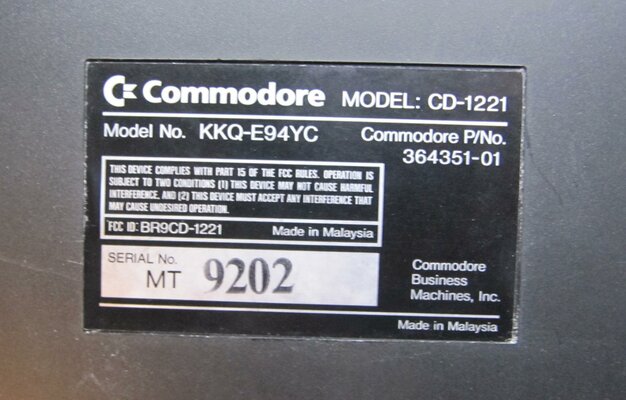 Commodore MODEL: CD-1221
Model No. KKQ-E94YC Commodore P/No.
364351-01
THIS DEVICE COMPLIES WITH PART 15 OF THE FCC RULES. OPERATION IS
SUBJECT TO TWO CONDITIONS (1) THIS DEVICE MAY NOT CAUSE HARMFUL
INTERFERENCE, AND (2) THIS DEVICE MUST ACCEPT ANY INTERFERENCE THAT
MAY CAUSE UNDESIRED OPERATION.
FCC ID: BR9CD-1221 Made in Malaysia
SERIAL No.
MT 9202
Commodore
Business
Machines, Inc.
Made in Malaysia